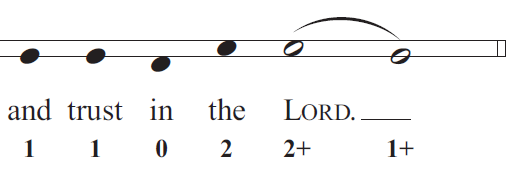 and trust in the LORD.
1 1 0 2 2+ 1+